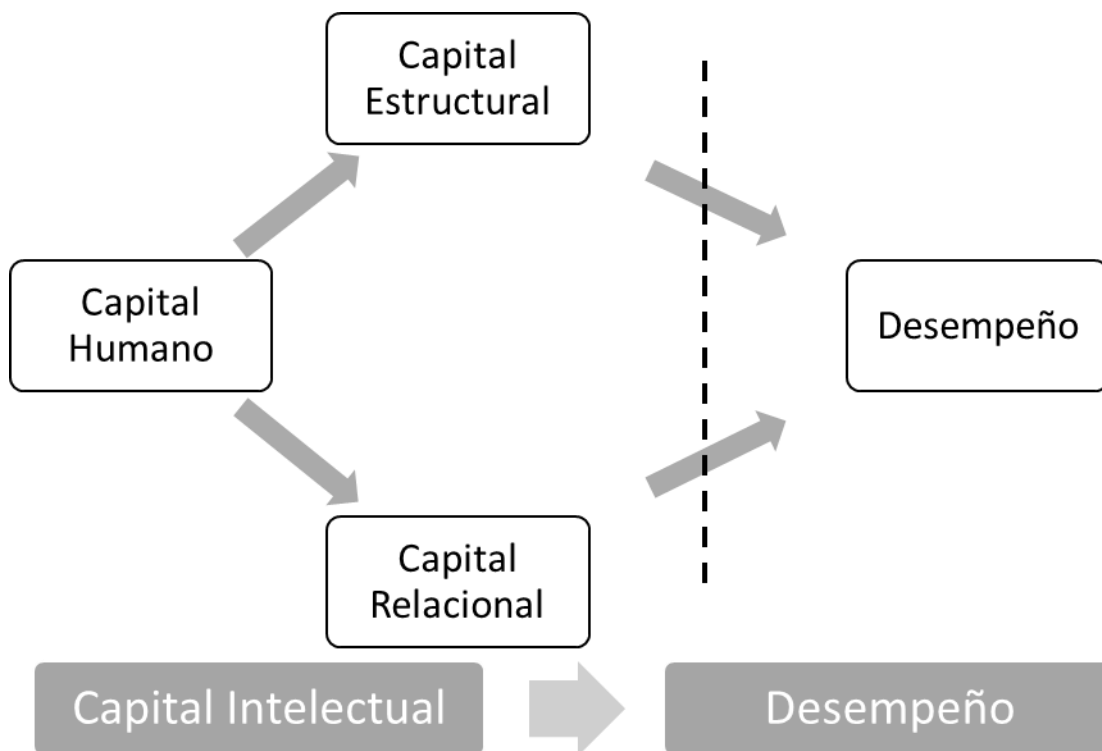 Capital
Estructural
Capital
Humano
Desempeño
Capital
Relacional
Capital Intelectual
Desempeño